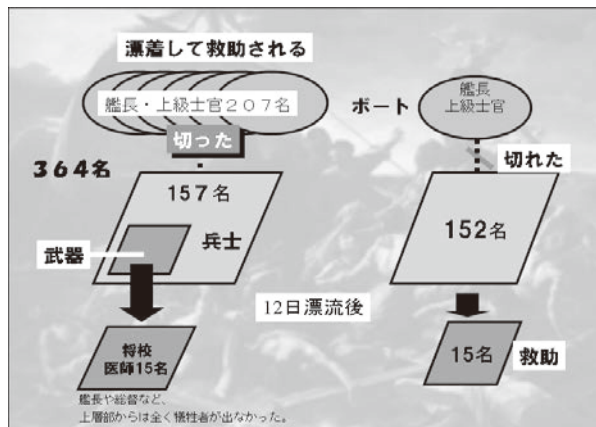 漂着して救助される
艦長・上級士官207名
切った
364名
157名
兵士
武器
将校
医師15名
艦長や総督など、
上層部からは全く犠牲者が出なかった。
12日漂流後
ボート
艦長
上級士官
切れた
152名
15名
救助